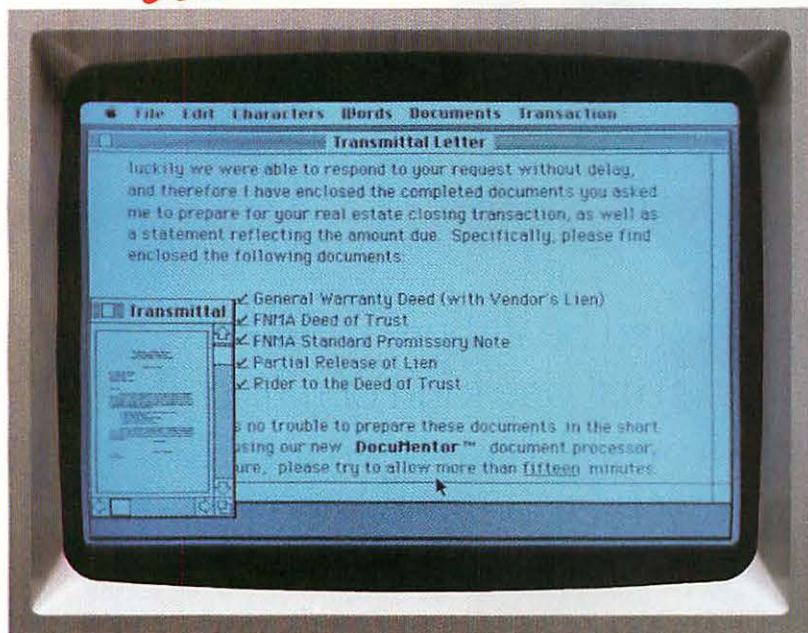 File Edit Characters Words Documents Transaction
Transmittal Letter
luckily we were able to respond to your request without delay,
and therefore I have enclosed the completed documents you asked
me to prepare for your real estate closing transaction, as well as
a statement reflecting the amount due. Specifically, please find
enclosed the following documents:
Transmittal
✓ General Warranty Deed (with Vendor's Lien)
✓ FNMA Deed of Trust
✓ FNMA Standard Promissory Note
✓ Partial Release of Lien
✓ Rider to the Deed of Trust
s no trouble to prepare these documents in the short
using our new DocuMentor™ document processor,
ure, please try to allow more than fifteen minutes.